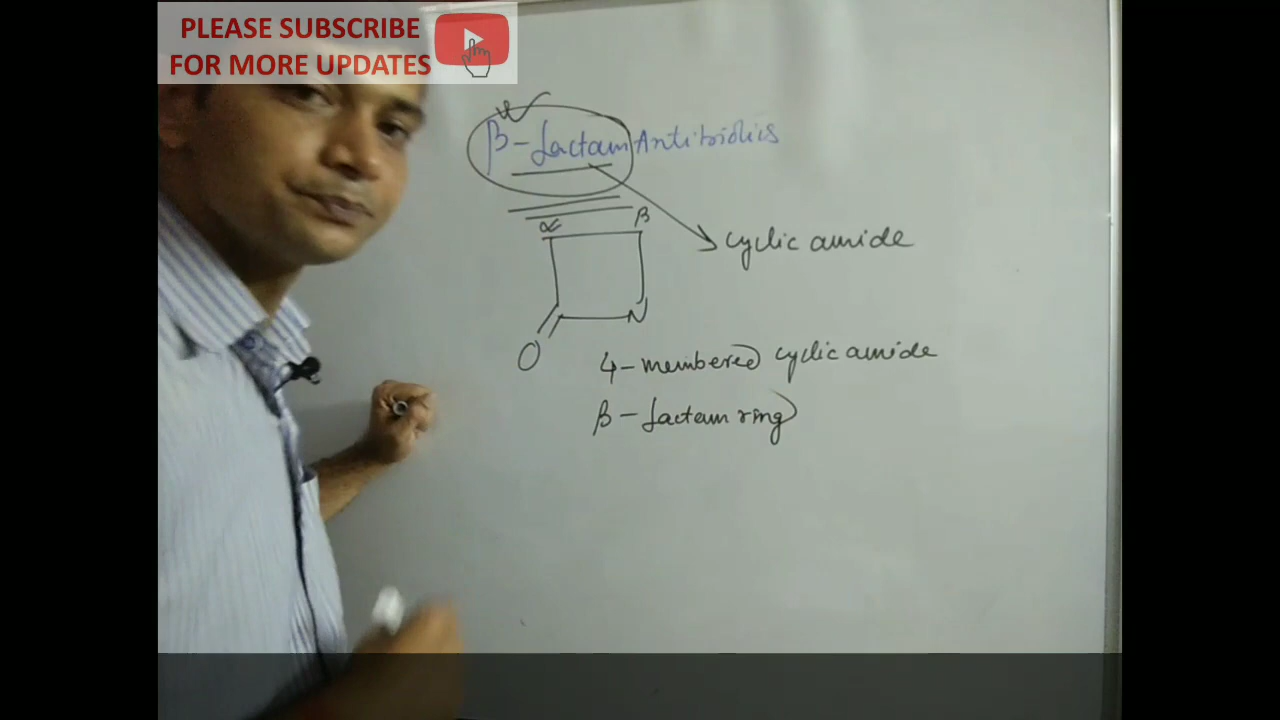 PLEASE SUBSCRIBE
FOR MORE UPDATES
β-Lactam Antibiotics
α β
cyclic amide
N
O
4-membered cyclic amide
β-Lactam ring